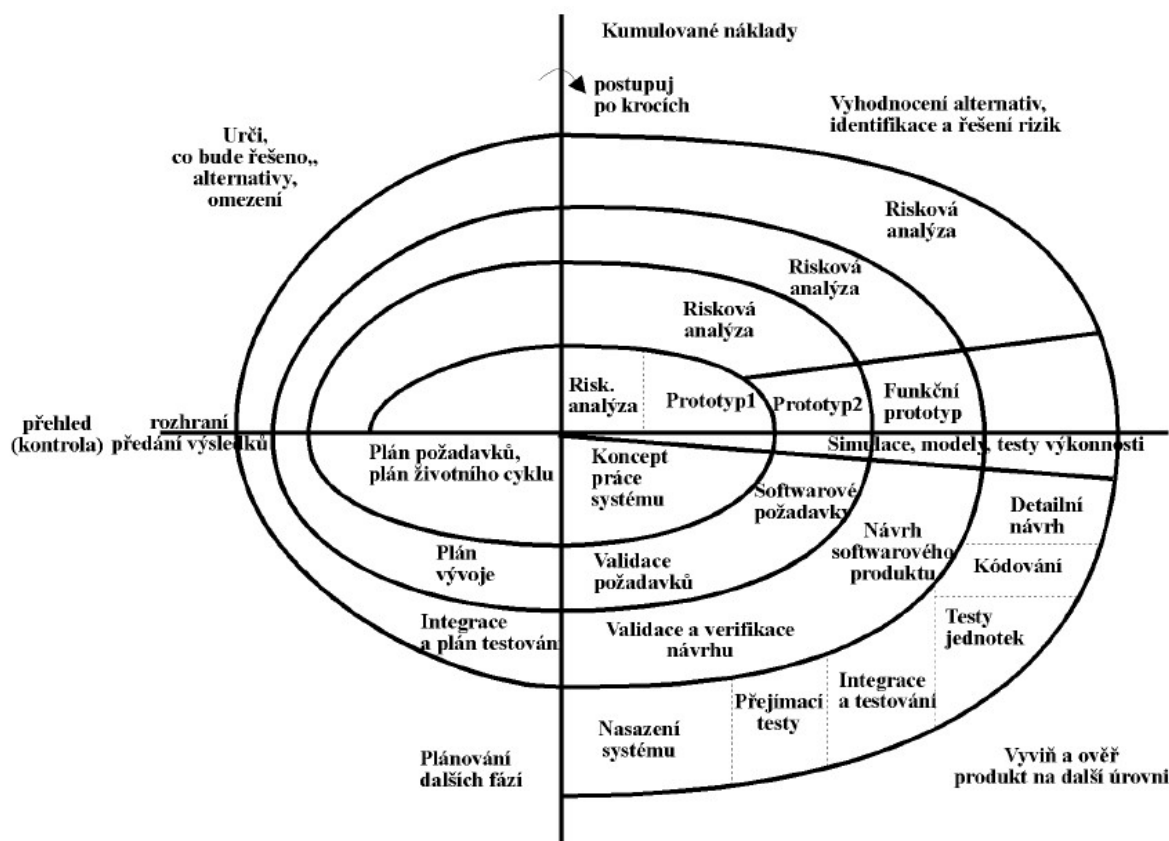 Kumulované náklady
postupuj
po krocích
Vyhodnocení alternativ,
identifikace a řešení rizik
Urči,
co bude řešeno,,
alternativy,
omezení
Risková
analýza
Risková
analýza
Risková
analýza
Risk.
analýza
Prototyp1
Prototyp2
Funkční
prototyp
přehled
(kontrola)
rozhraní
předání výsledků
Simulace, modely, testy výkonnosti
Plán požadavků,
plán životního cyklu
Koncept
práce
systému
Softwarové
požadavky
Detailní
návrh
Návrh
softwarového
produktu
Kódování
Plán
vývoje
Validace
požadavků
Testy
jednotek
Integrace
a plán testování
Validace a verifikace
návrhu
Integrace
a testování
Přejímací
testy
Nasazení
systému
Plánování
dalších fází
Vyviň a ověř
produkt na další úrovni